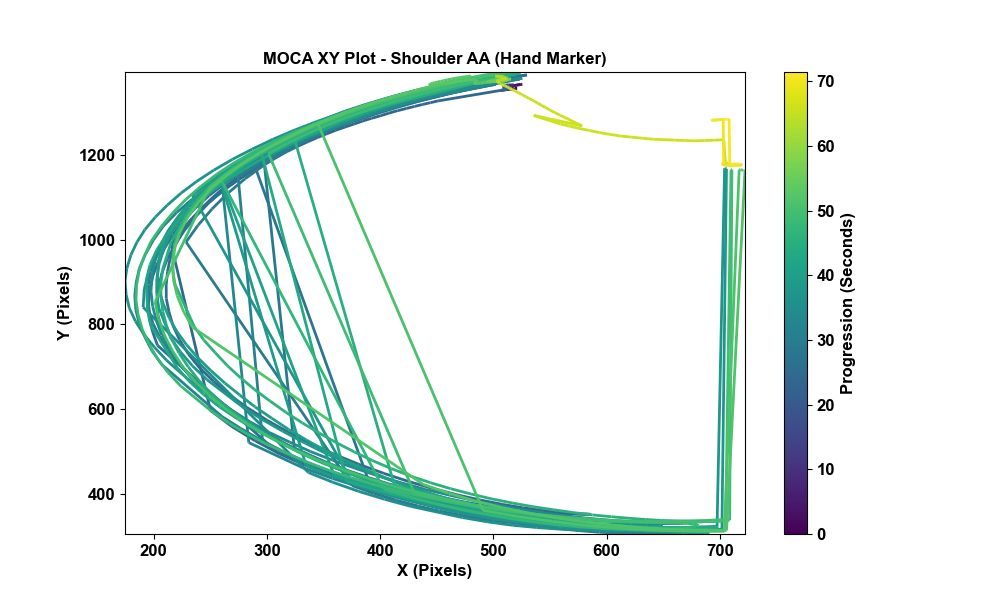 MOCA XY Plot - Shoulder AA (Hand Marker)
Y (Pixels)
1200
1000
800
600
400
200 300 400 500 600 700
X (Pixels)
70
60
50
40
30
20
10
0
Progression (Seconds)